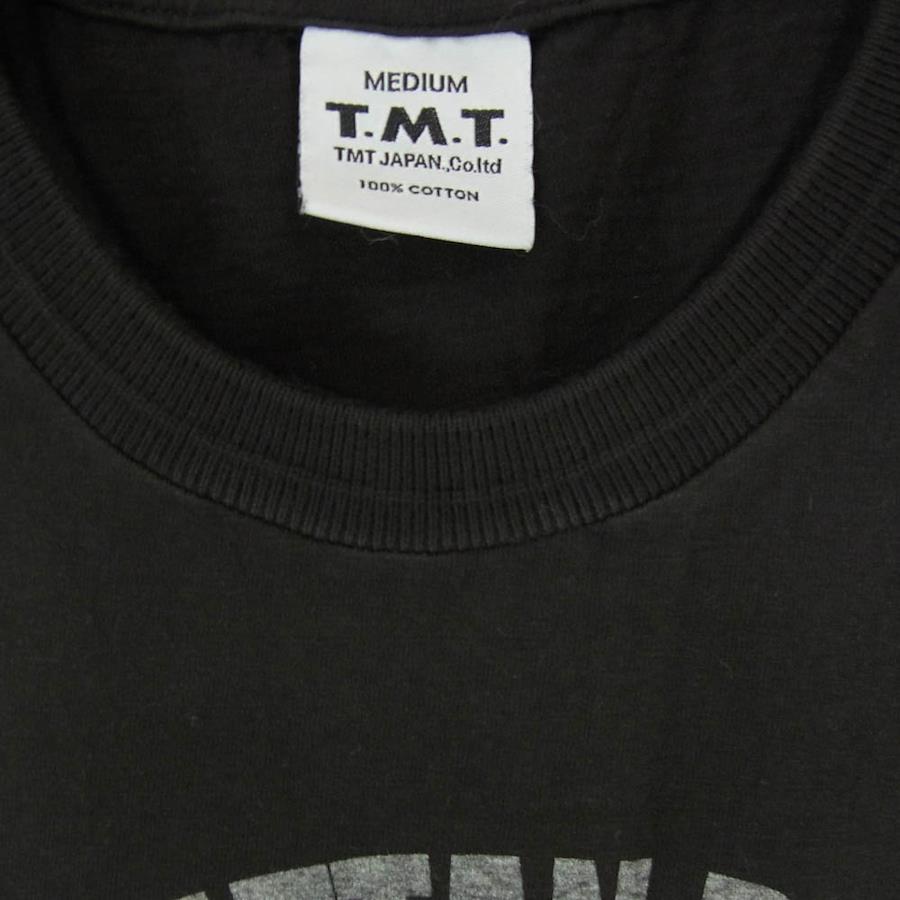 MEDIUM
T.M.T.
TMT JAPAN.,Co.ltd
100% COTTON